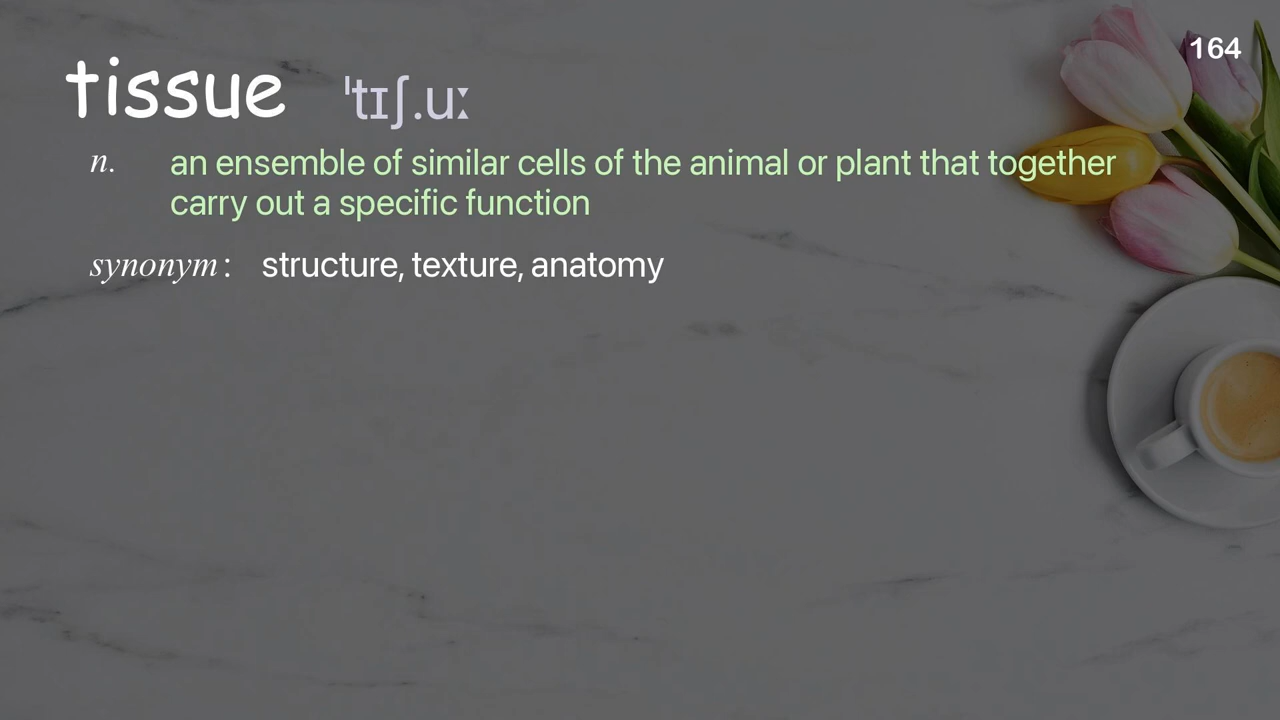 164
tissue ˈtɪʃ.uː
n. an ensemble of similar cells of the animal or plant that together
carry out a specific function
synonym: structure, texture, anatomy